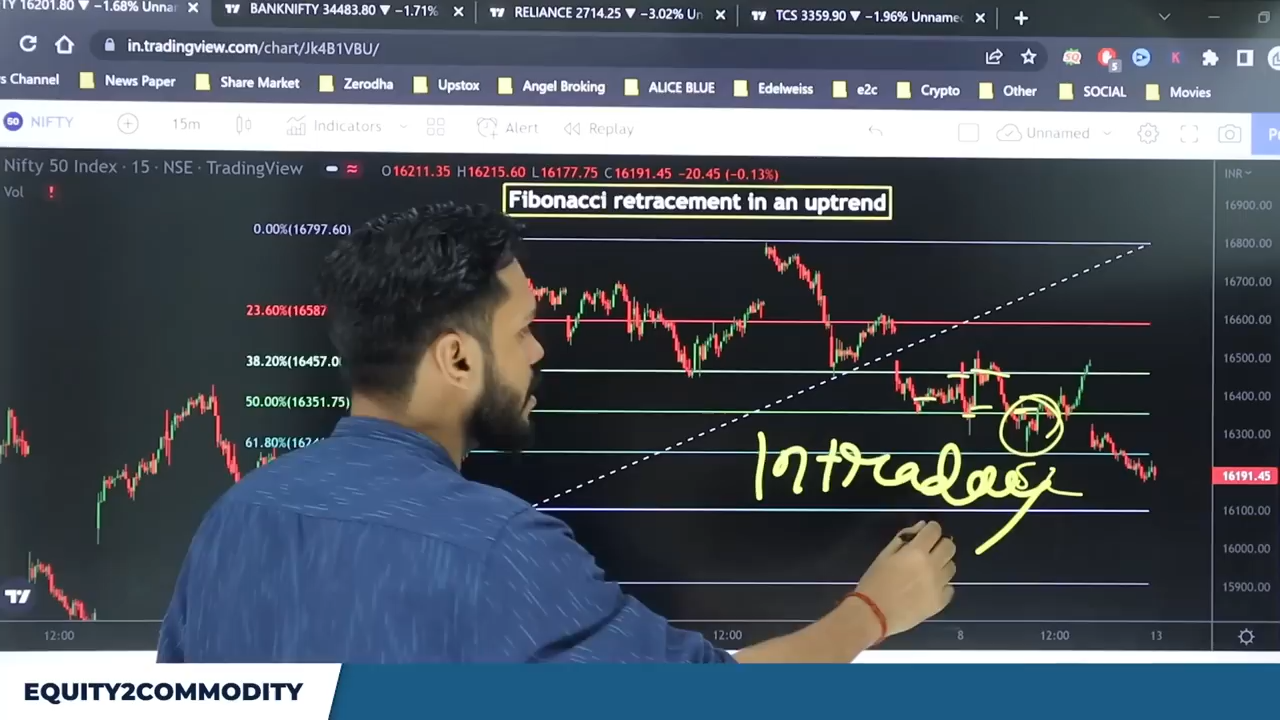 TY 16201.80 ▼ −1.68% Unnar BANKNIFTY 34483.80 ▼ −1.71% RELIANCE 2714.25 ▼ −3.02% Un TCS 3359.90 ▼ −1.96% Unname
in.tradingview.com/chart/Jk4B1VBU/
s Channel News Paper Share Market Zerodha Upstox Angel Broking ALICE BLUE Edelweiss e2c Crypto Other SOCIAL Movies
50 NIFTY 15m Indicators Alert Replay Unnamed
Nifty 50 Index · 15 · NSE · TradingView O16211.35 H16215.60 L16177.75 C16191.45 −20.45 (−0.13%) INR
Vol !
Fibonacci retracement in an uptrend
16900.00
0.00%(16797.60)
16800.00
16700.00
23.60%(16587
16600.00
38.20%(16457.0
16500.00
50.00%(16351.75)
16400.00
61.80%(1624
16300.00
Intraday
16191.45
16100.00
16000.00
15900.00
12:00 12:00 8 12:00 13
EQUITY2COMMODITY